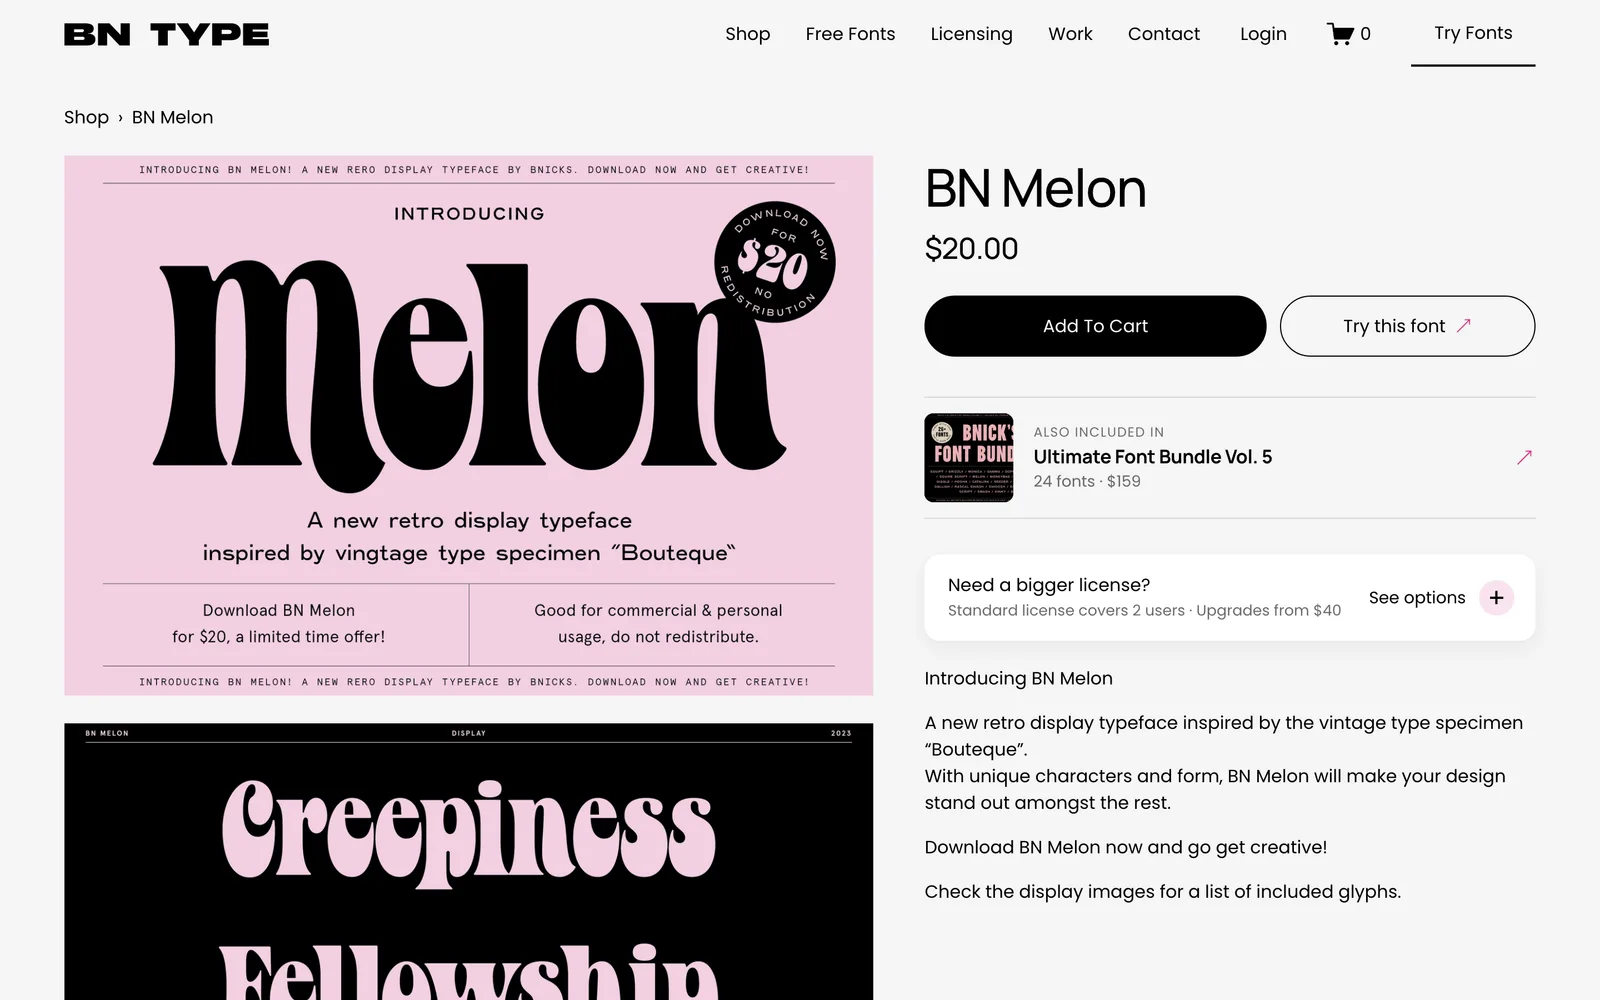 BN TYPE
Shop
Free Fonts
Licensing
Work
Contact
Login
0
Try Fonts
Shop › BN Melon
INTRODUCING BN MELON! A NEW RERO DISPLAY TYPEFACE BY BNICKS. DOWNLOAD NOW AND GET CREATIVE!
INTRODUCING
DOWNLOAD NOW
FOR
$20
NO
REDISTRIBUTION
melon
A new retro display typeface
inspired by vingtage type specimen "Bouteque"
Download BN Melon
for $20, a limited time offer!
Good for commercial & personal
usage, do not redistribute.
INTRODUCING BN MELON! A NEW RERO DISPLAY TYPEFACE BY BNICKS. DOWNLOAD NOW AND GET CREATIVE!
BN MELON
DISPLAY
2023
Creepiness
Fellowship
BN Melon
$20.00
Add To Cart
Try this font
BNICK'S
FONT BUND
ALSO INCLUDED IN
Ultimate Font Bundle Vol. 5
24 fonts · $159
Need a bigger license?
Standard license covers 2 users · Upgrades from $40
See options
Introducing BN Melon
A new retro display typeface inspired by the vintage type specimen
“Bouteque”.
With unique characters and form, BN Melon will make your design
stand out amongst the rest.
Download BN Melon now and go get creative!
Check the display images for a list of included glyphs.